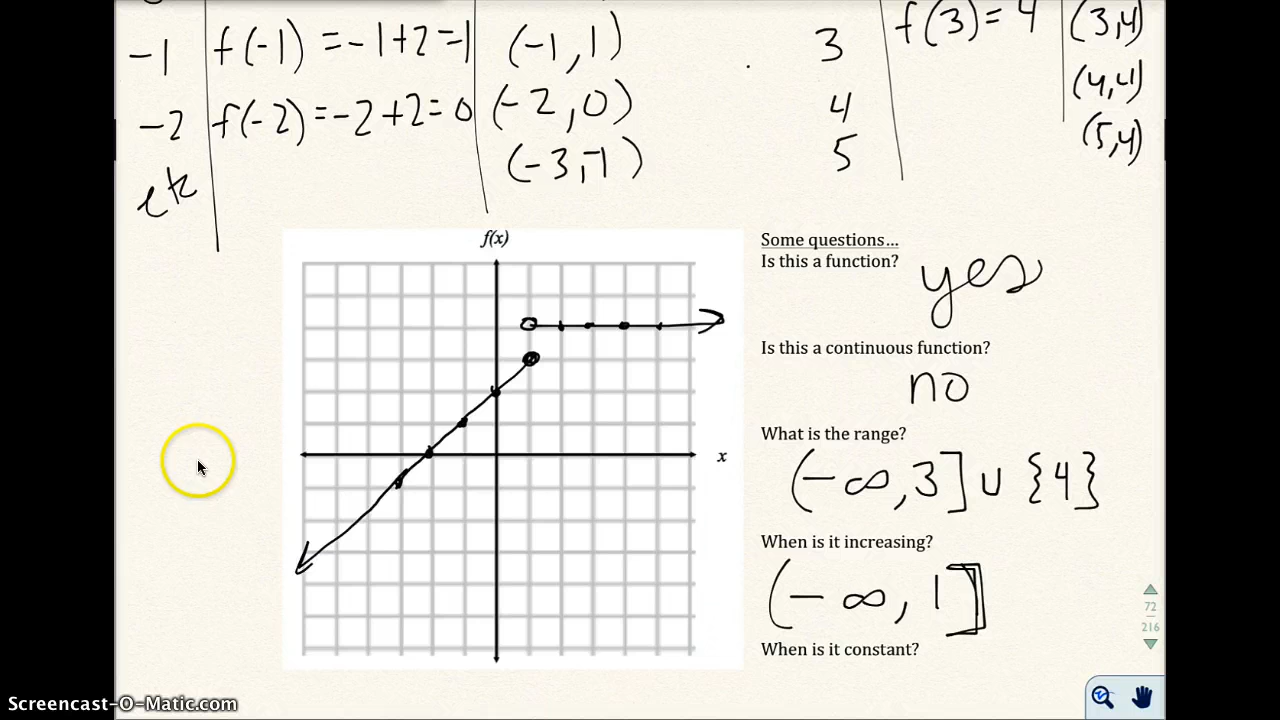 -1 f(-1) = -1+2=1 (-1,1) 3 f(3)=4 (3,4)
-2 f(-2)=-2+2=0 (-2,0) 4 (4,4)
(-3,-1) 5 (5,4)
etc
f(x)
x
Some questions…
Is this a function?
yes
Is this a continuous function?
no
What is the range?
(-∞,3] ∪ {4}
When is it increasing?
(-∞, 1]
When is it constant?
72
216
Screencast-O-Matic.com